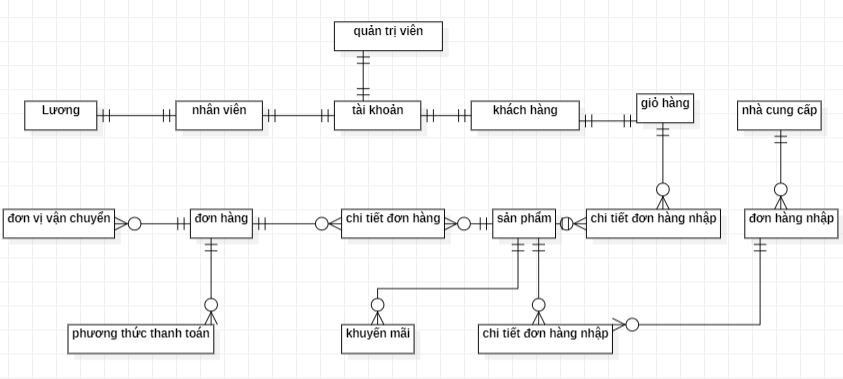 quản trị viên
Lương
nhân viên
tài khoản
khách hàng
giỏ hàng
nhà cung cấp
đơn vị vận chuyển
đơn hàng
chi tiết đơn hàng
sản phẩm
chi tiết đơn hàng nhập
đơn hàng nhập
phương thức thanh toán
khuyến mãi
chi tiết đơn hàng nhập